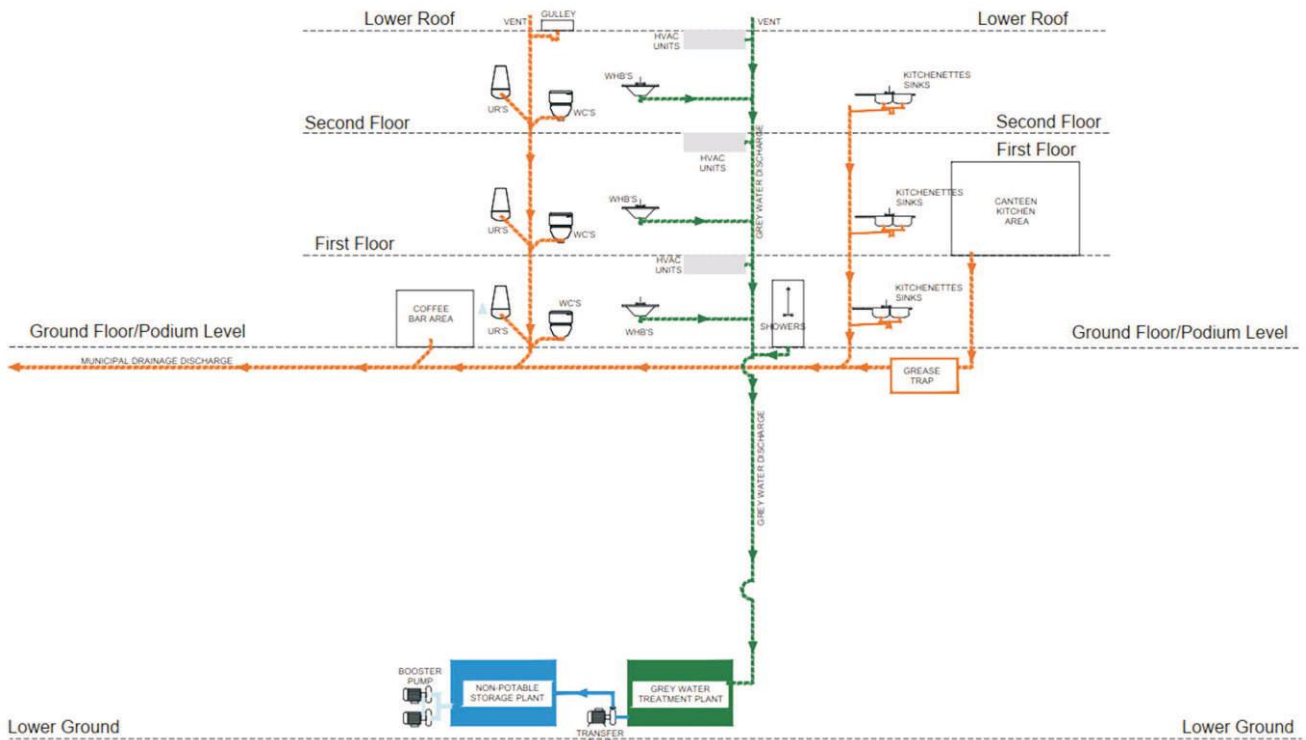 Lower Roof
VENT
GULLEY
VENT
Lower Roof
HVAC
UNITS
UR'S
WC'S
WHB'S
KITCHENETTES
SINKS
Second Floor
Second Floor
HVAC
UNITS
GREY WATER DISCHARGE
First Floor
UR'S
WC'S
WHB'S
KITCHENETTES
SINKS
CANTEEN
KITCHEN
AREA
First Floor
HVAC
UNITS
COFFEE
BAR AREA
UR'S
WC'S
WHB'S
SHOWERS
KITCHENETTES
SINKS
Ground Floor/Podium Level
Ground Floor/Podium Level
MUNICIPAL DRAINAGE DISCHARGE
GREASE
TRAP
GREY WATER DISCHARGE
BOOSTER
PUMP
NON-POTABLE
STORAGE PLANT
GREY WATER
TREATMENT PLANT
TRANSFER
Lower Ground
Lower Ground